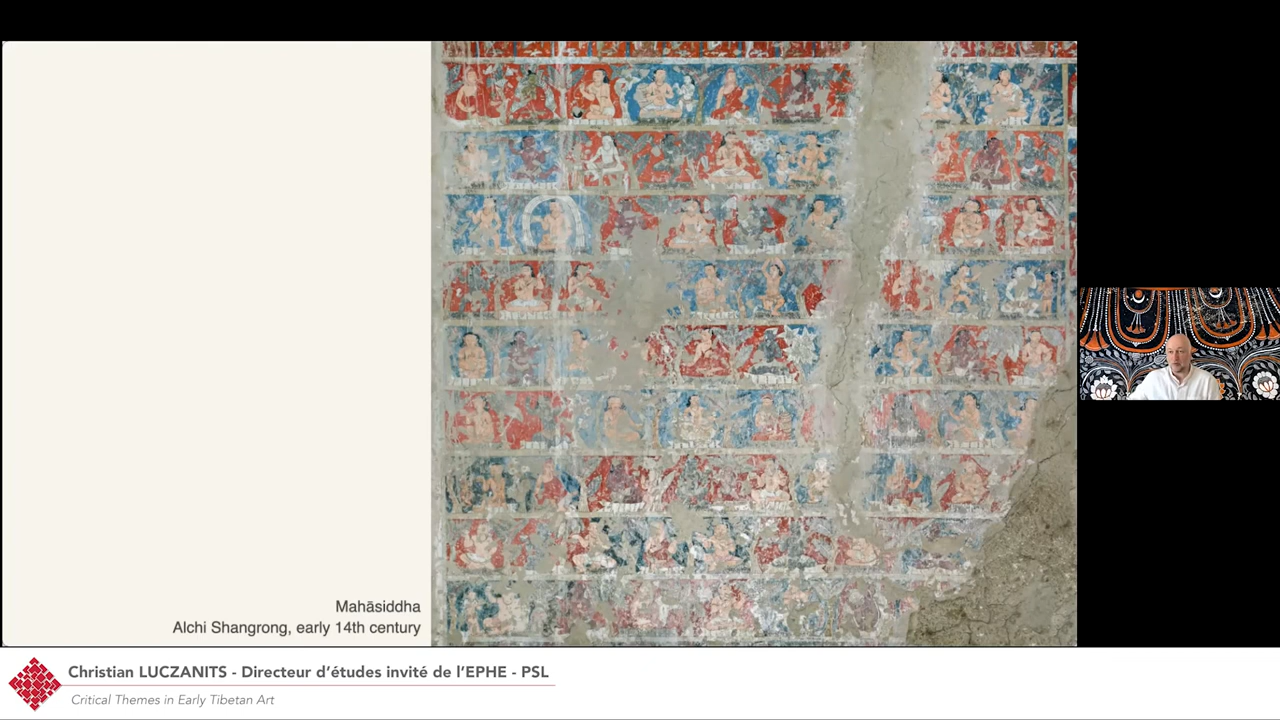 Mahāsiddha
Alchi Shangrong, early 14th century
Christian LUCZANITS - Directeur d'études invité de l'EPHE - PSL
Critical Themes in Early Tibetan Art